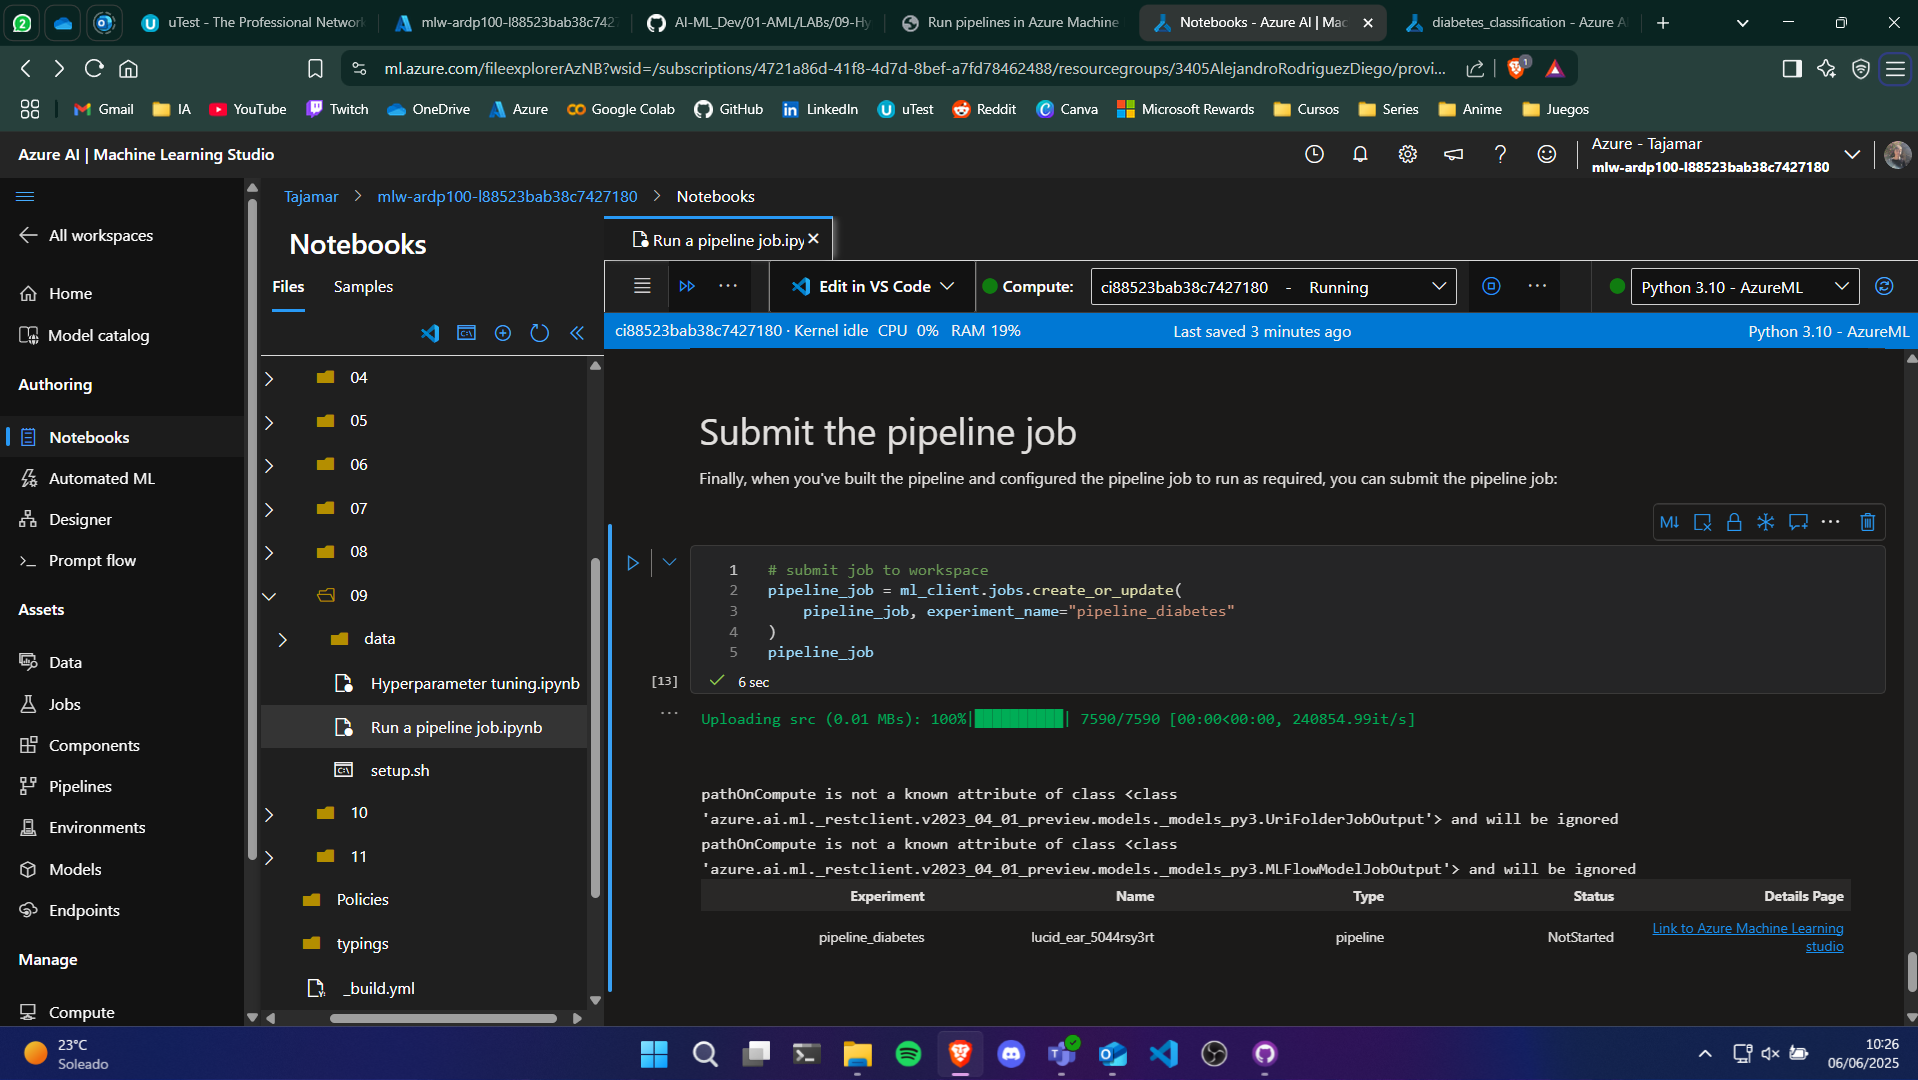 uTest - The Professional Network
mlw-ardp100-l88523bab38c7427
AI-ML_Dev/01-AML/LABs/09-Hy
Run pipelines in Azure Machine
Notebooks - Azure AI | Mac
diabetes_classification - Azure A
ml.azure.com/fileexplorerAzNB?wsid=/subscriptions/4721a86d-41f8-4d7d-8bef-a7fd78462488/resourcegroups/3405AlejandroRodriguezDiego/provi...
1
Gmail
IA
YouTube
Twitch
OneDrive
Azure
Google Colab
GitHub
LinkedIn
uTest
Reddit
Canva
Microsoft Rewards
Cursos
Series
Anime
Juegos
Azure AI | Machine Learning Studio
Azure - Tajamar
mlw-ardp100-l88523bab38c7427180
All workspaces
Home
Model catalog
Authoring
Notebooks
Automated ML
Designer
Prompt flow
Assets
Data
Jobs
Components
Pipelines
Environments
Models
Endpoints
Manage
Compute
Tajamar > mlw-ardp100-l88523bab38c7427180 > Notebooks
Notebooks
Files
Samples
04
05
06
07
08
09
data
Hyperparameter tuning.ipynb
Run a pipeline job.ipynb
setup.sh
10
11
Policies
typings
_build.yml
Run a pipeline job.ipy
Edit in VS Code
Compute:
ci88523bab38c7427180 - Running
Python 3.10 - AzureML
ci88523bab38c7427180 · Kernel idle CPU 0% RAM 19%
Last saved 3 minutes ago
Python 3.10 - AzureML
Submit the pipeline job
Finally, when you've built the pipeline and configured the pipeline job to run as required, you can submit the pipeline job:
M↓
1 # submit job to workspace
2 pipeline_job = ml_client.jobs.create_or_update(
3 pipeline_job, experiment_name="pipeline_diabetes"
4 )
5 pipeline_job
[13]
6 sec
Uploading src (0.01 MBs): 100%|██████████| 7590/7590 [00:00<00:00, 240854.99it/s]
pathOnCompute is not a known attribute of class <class
'azure.ai.ml._restclient.v2023_04_01_preview.models._models_py3.UriFolderJobOutput'> and will be ignored
pathOnCompute is not a known attribute of class <class
'azure.ai.ml._restclient.v2023_04_01_preview.models._models_py3.MLFlowModelJobOutput'> and will be ignored
Experiment Name Type Status Details Page
pipeline_diabetes lucid_ear_5044rsy3rt pipeline NotStarted Link to Azure Machine Learning
studio
23°C
Soleado
10:26
06/06/2025